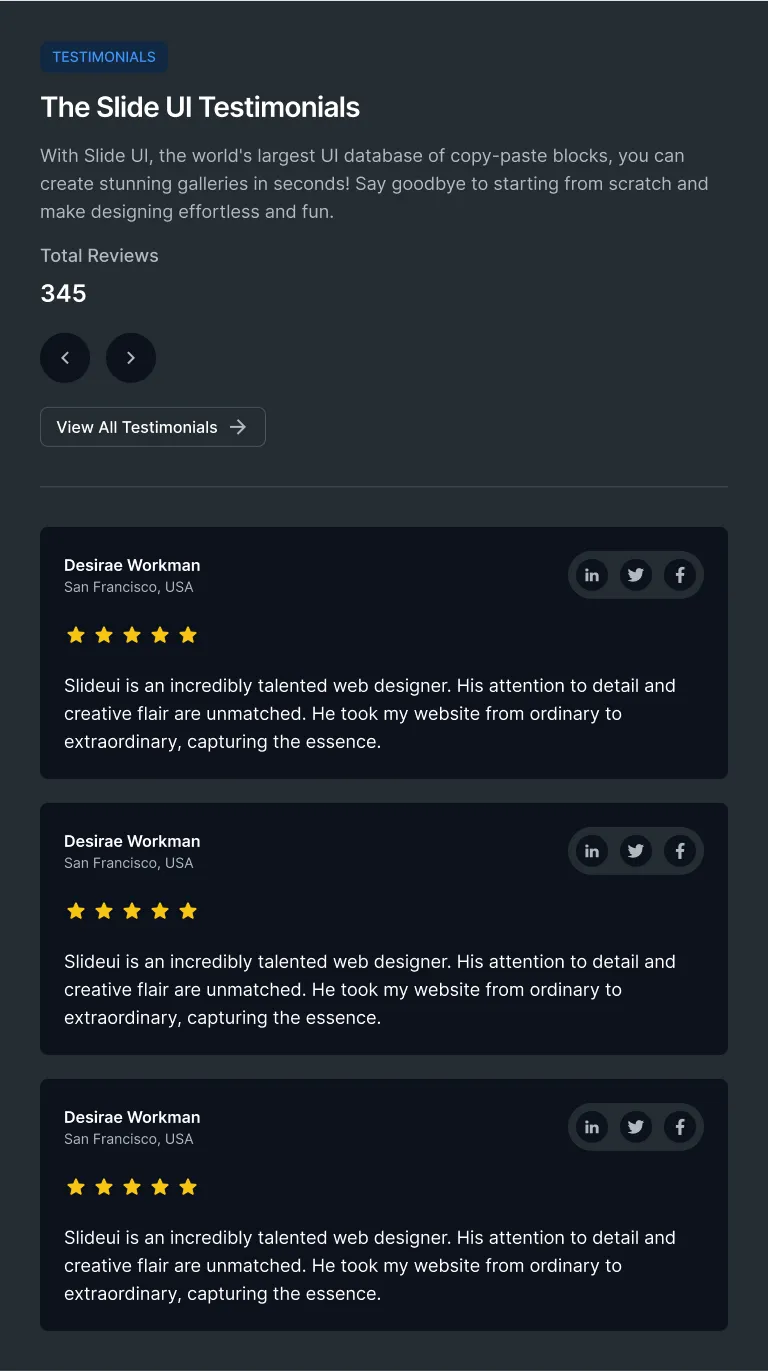 TESTIMONIALS
The Slide UI Testimonials
With Slide UI, the world's largest UI database of copy-paste blocks, you can
create stunning galleries in seconds! Say goodbye to starting from scratch and
make designing effortless and fun.
Total Reviews
345
View All Testimonials
Desirae Workman
San Francisco, USA
Slideui is an incredibly talented web designer. His attention to detail and
creative flair are unmatched. He took my website from ordinary to
extraordinary, capturing the essence.
Desirae Workman
San Francisco, USA
Slideui is an incredibly talented web designer. His attention to detail and
creative flair are unmatched. He took my website from ordinary to
extraordinary, capturing the essence.
Desirae Workman
San Francisco, USA
Slideui is an incredibly talented web designer. His attention to detail and
creative flair are unmatched. He took my website from ordinary to
extraordinary, capturing the essence.